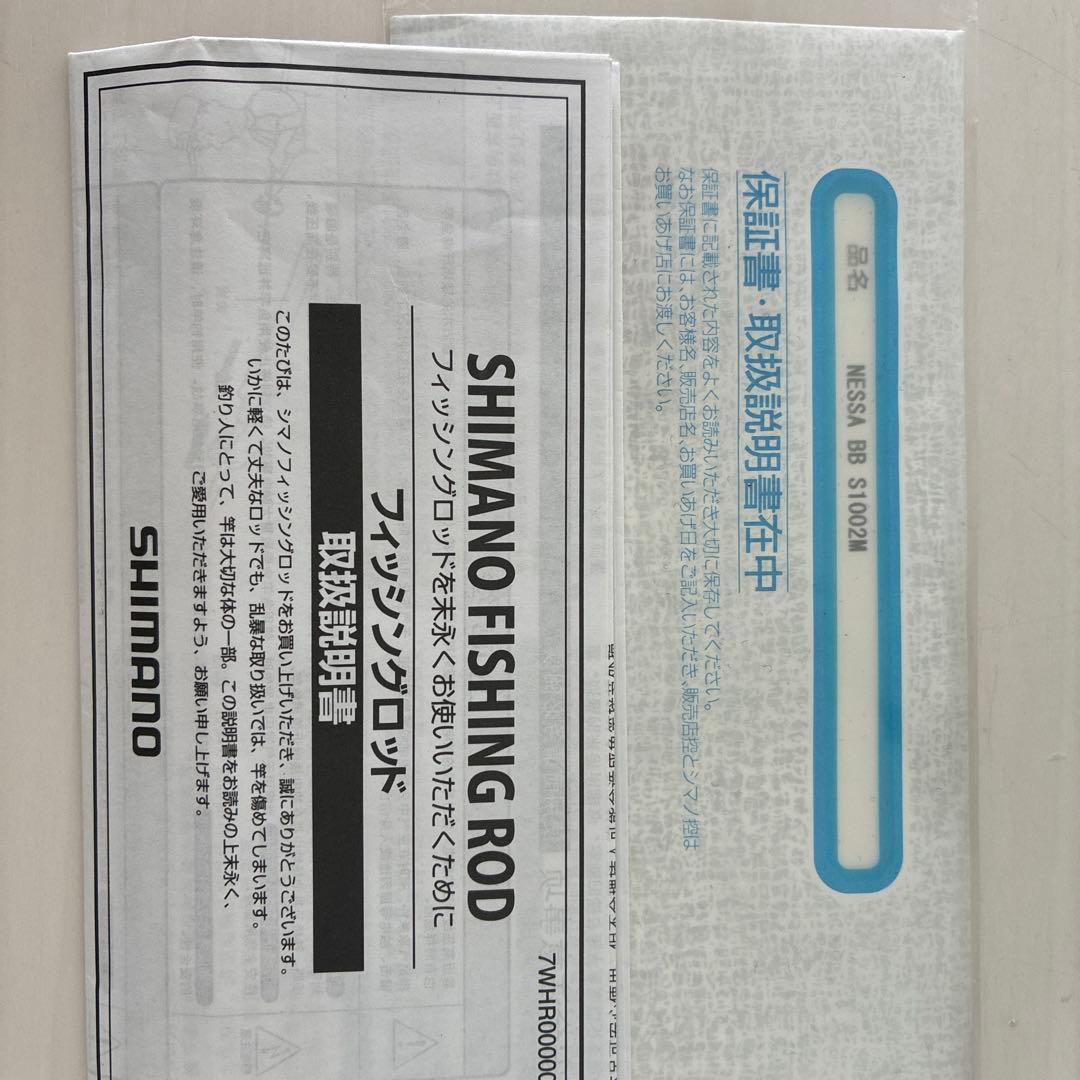 品名 NESSA BB S1002M
保証書・取扱説明書在中
保証書に記載された内容をよくお読みいただき大切に保存してください。
なお保証書には、お客様名、販売店名、お買いあげ日をご記入いただき、販売店控とシマノ控は
お買いあげ店にお渡しください。
7WHR00000
SHIMANO FISHING ROD
フィッシングロッドを末永くお使いいただくために
フィッシングロッド
取扱説明書
このたびは、シマノフィッシングロッドをお買い上げいただき、誠にありがとうございます。
いかに軽くて丈夫なロッドでも、乱暴な取り扱いでは、竿を傷めてしまいます。
釣り人にとって、竿は大切な体の一部。この説明書をお読みの上末永く、
ご愛用いただきますよう、お願い申し上げます。
SHIMANO